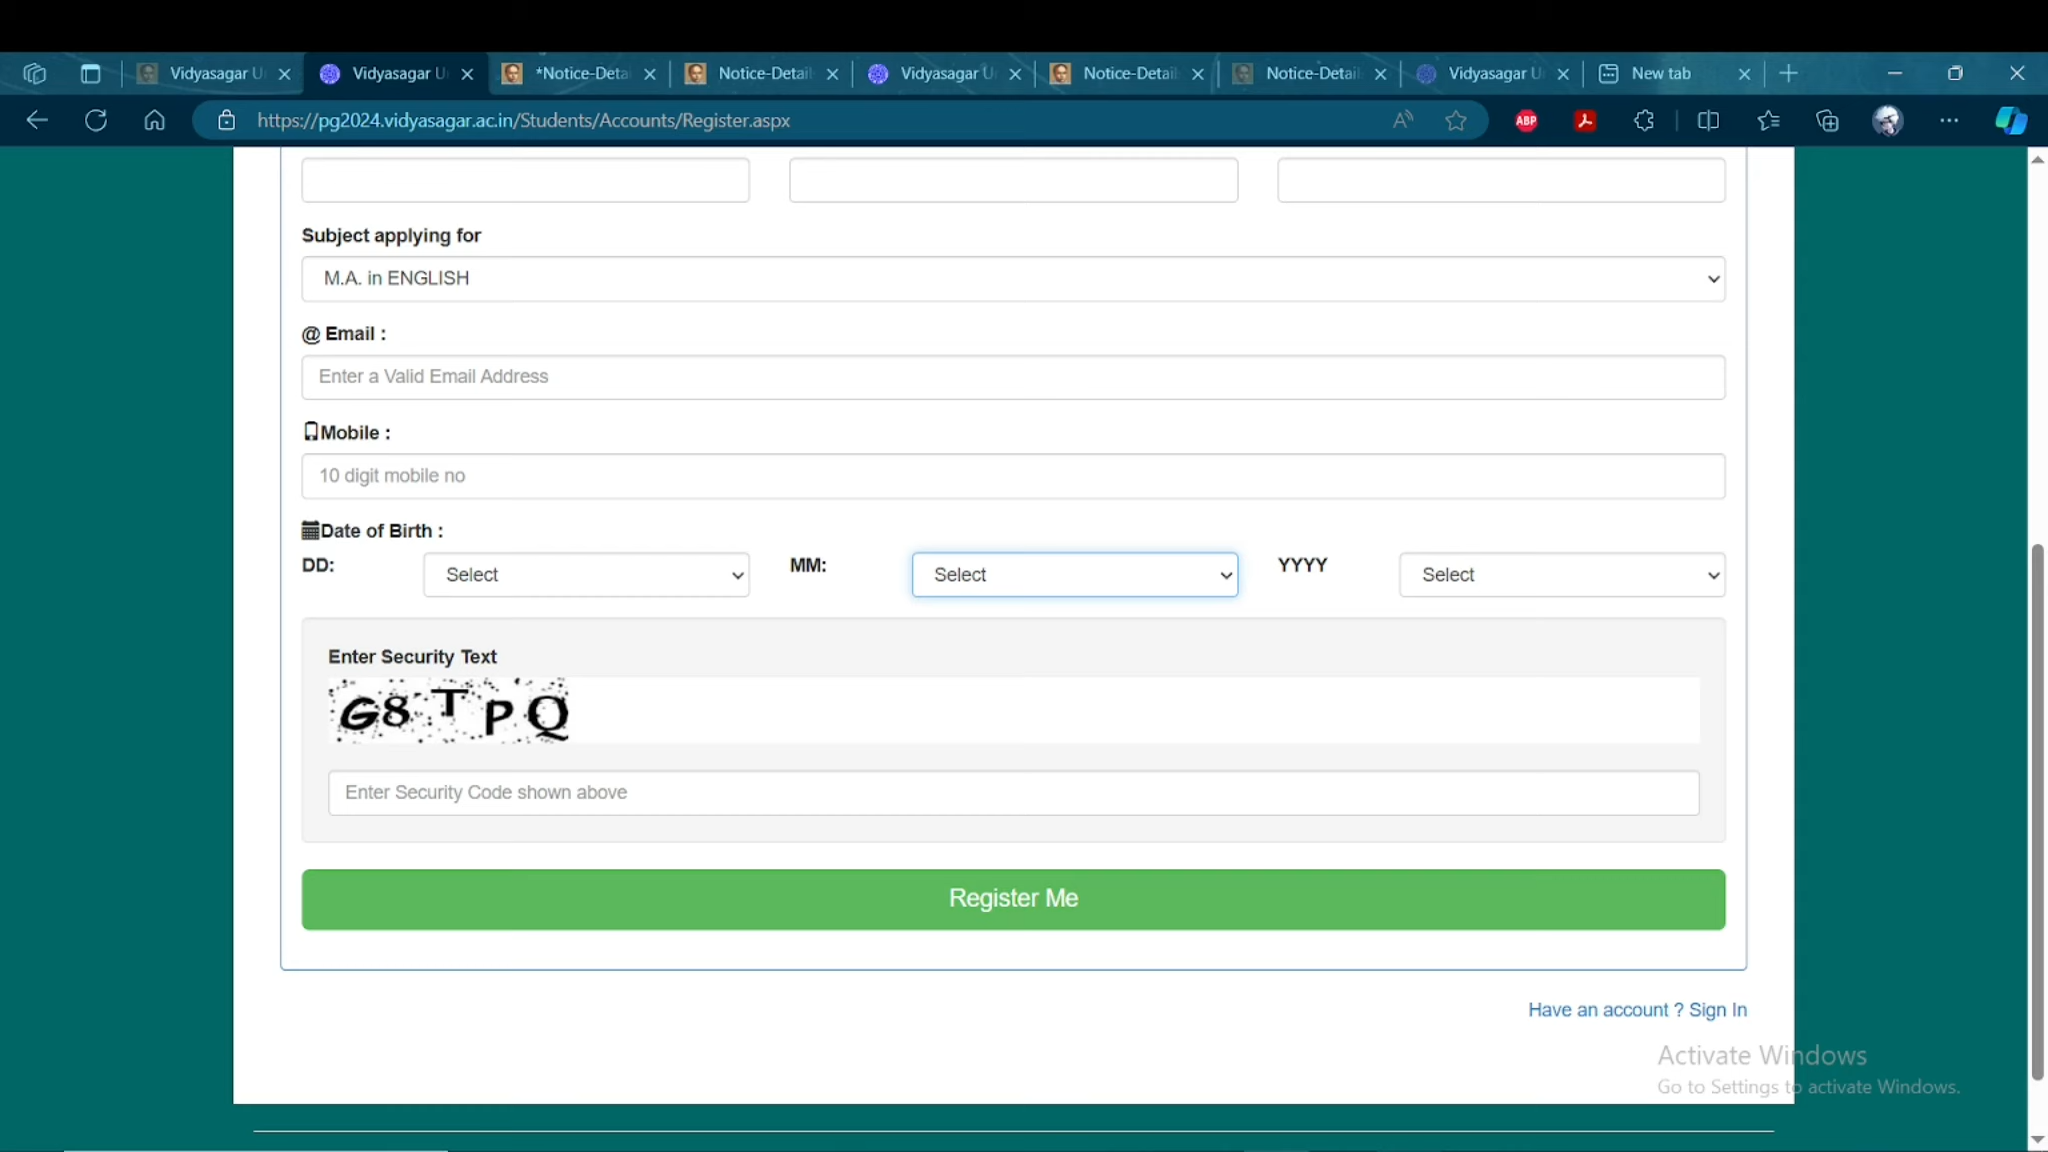 Vidyasagar U
Vidyasagar U
*Notice-Deta
Notice-Detail
Vidyasagar U
Notice-Detail
Notice-Detail
Vidyasagar U
New tab
https://pg2024.vidyasagar.ac.in/Students/Accounts/Register.aspx
ABP
Subject applying for
M.A. in ENGLISH
@ Email :
Enter a Valid Email Address
Mobile :
10 digit mobile no
Date of Birth :
DD: Select MM: Select YYYY Select
Enter Security Text
G8TPQ
Enter Security Code shown above
Register Me
Have an account ? Sign In
Activate Windows
Go to Settings to activate Windows.